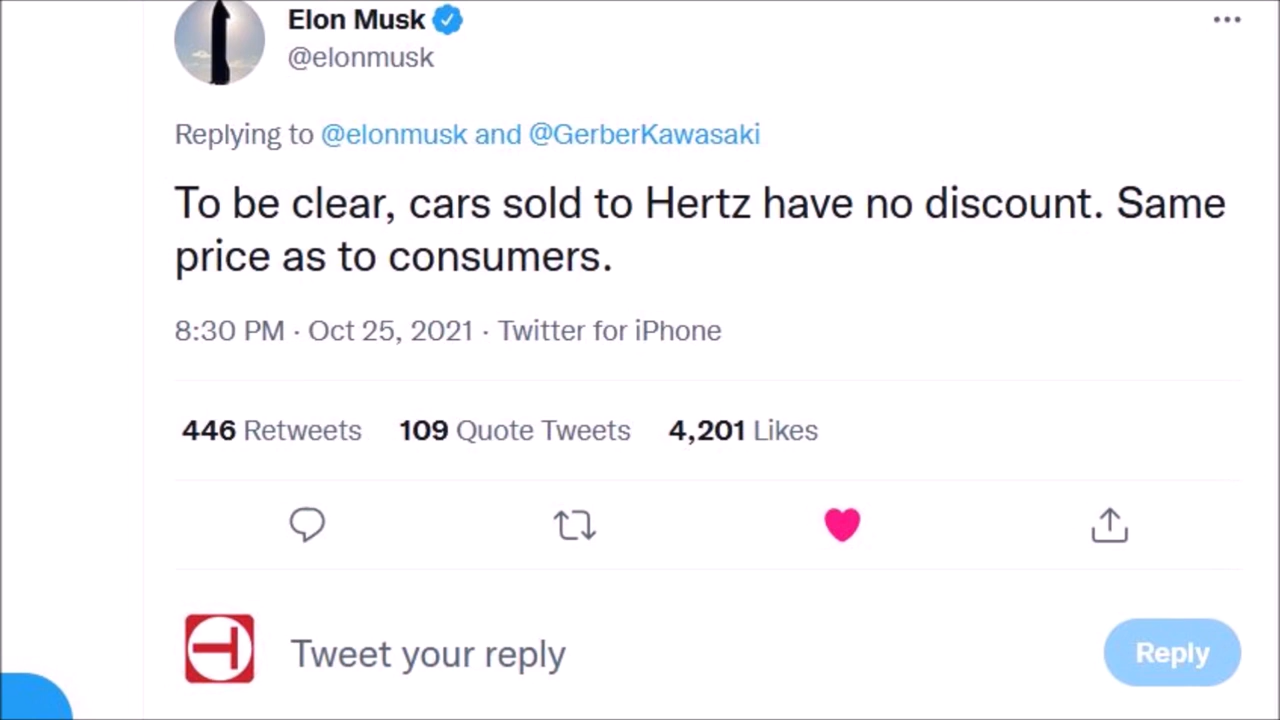 Elon Musk
@elonmusk
Replying to @elonmusk and @GerberKawasaki
To be clear, cars sold to Hertz have no discount. Same
price as to consumers.
8:30 PM · Oct 25, 2021 · Twitter for iPhone
446 Retweets 109 Quote Tweets 4,201 Likes
Tweet your reply
Reply